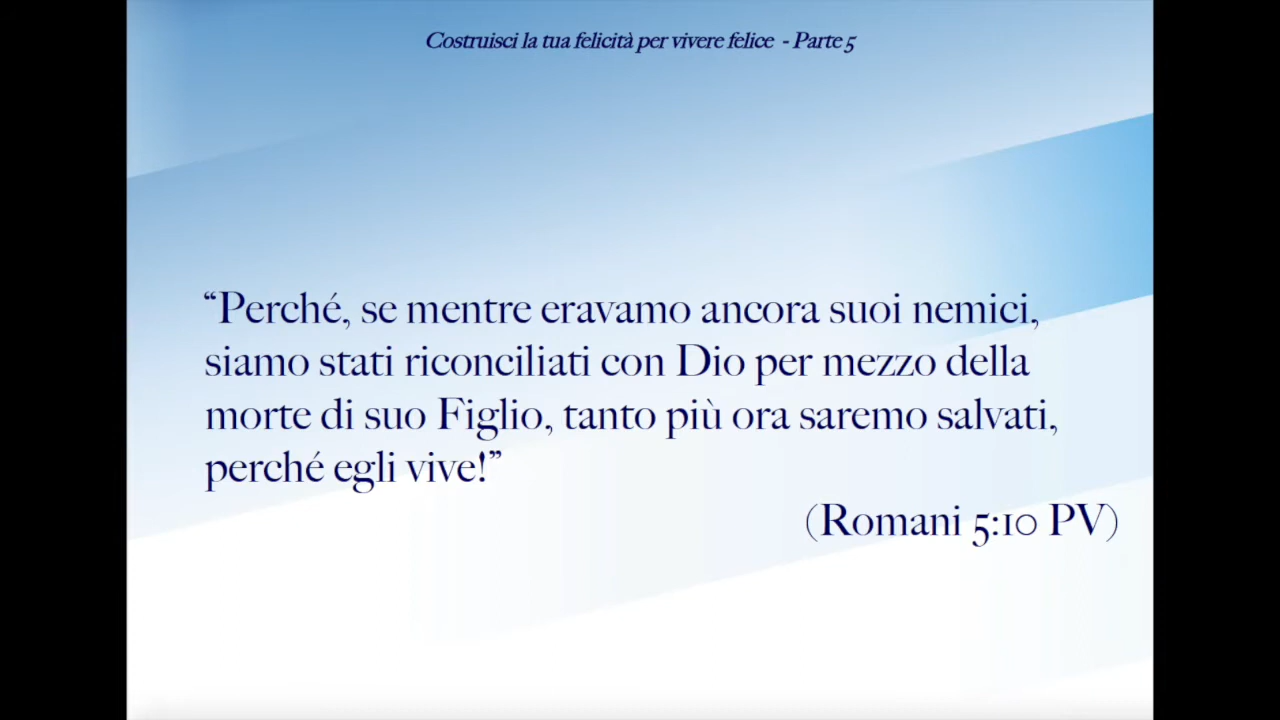 Costruisci la tua felicità per vivere felice - Parte 5
“Perché, se mentre eravamo ancora suoi nemici,
siamo stati riconciliati con Dio per mezzo della
morte di suo Figlio, tanto più ora saremo salvati,
perché egli vive!”
(Romani 5:10 PV)